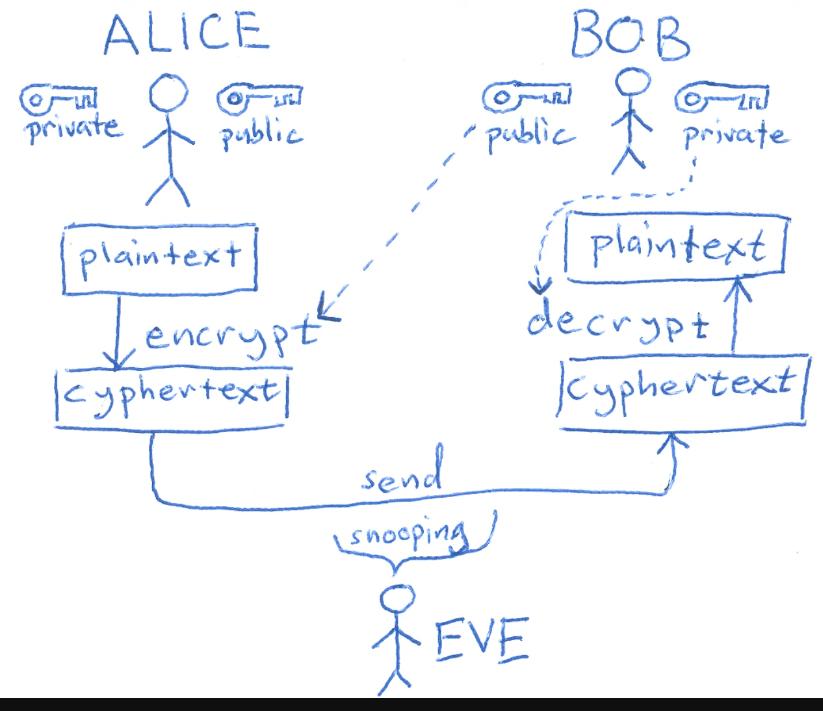 ALICE
BOB
private
public
public
private
plaintext
plaintext
encrypt
decrypt
cyphertext
cyphertext
send
snooping
EVE